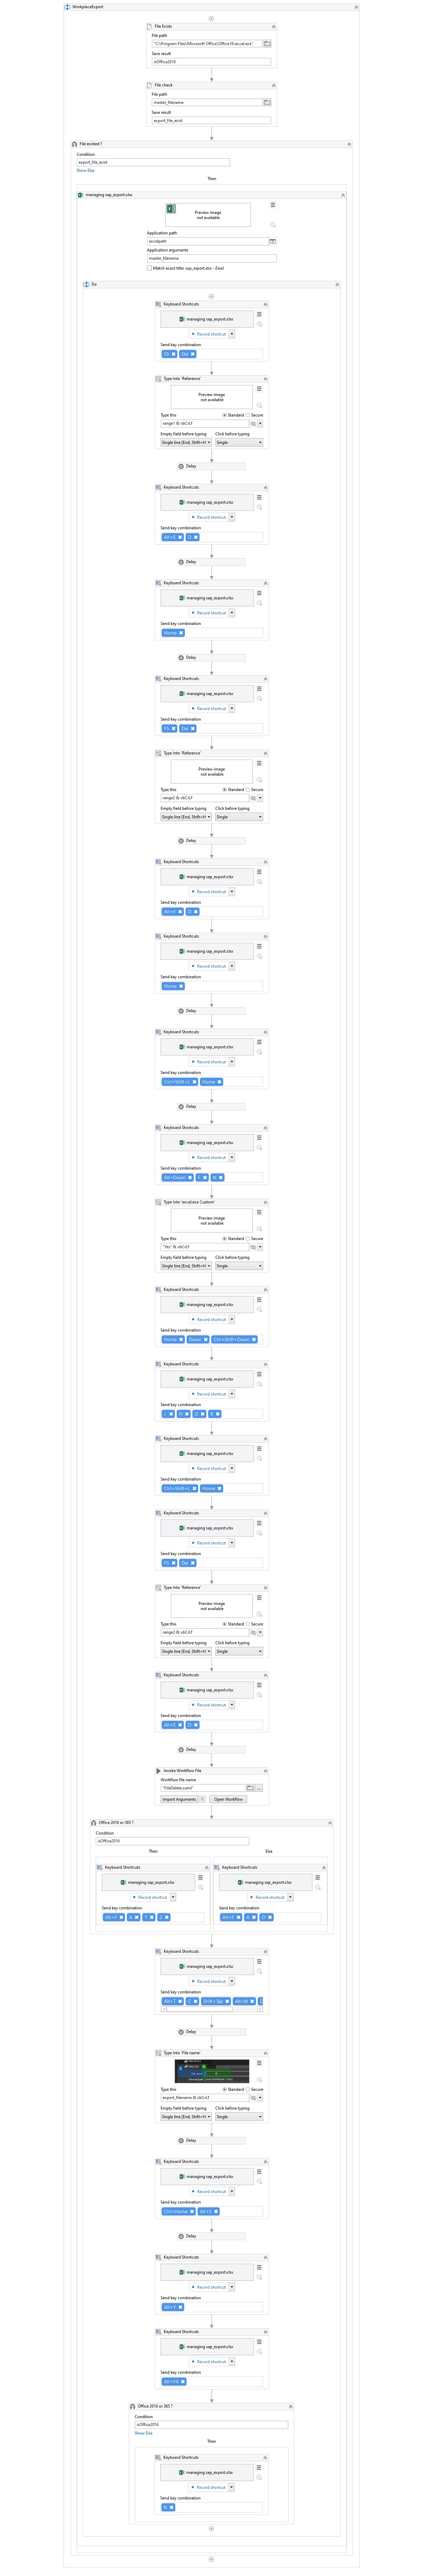 WorkplaceExport
File Exists
File path
"C:\Program Files\Microsoft Office\Office16\excel.exe"
Save result
isOffice2016
File check
File path
master_filename
Save result
export_file_exist
File existed ?
Condition
export_file_exist
Show Else
Then
managing sap_export.xlsx
Preview image
not available
Application path
excelpath
Application arguments
master_filename
Match exact title: sap_export.xlsx - Excel
Do
Keyboard Shortcuts
managing sap_export.xlsx
Record shortcut
Send key combination
F5 Del
Type Into 'Reference'
Preview image
not available
Type this Standard Secure
range1 & vbCrLf
Empty field before typing Click before typing
Single line [End, Shift+H Single
Delay
Keyboard Shortcuts
managing sap_export.xlsx
Record shortcut
Send key combination
Alt+E D
Delay
Keyboard Shortcuts
managing sap_export.xlsx
Record shortcut
Send key combination
Home
Delay
Keyboard Shortcuts
managing sap_export.xlsx
Record shortcut
Send key combination
F5 Del
Type Into 'Reference'
Preview image
not available
Type this Standard Secure
range2 & vbCrLf
Empty field before typing Click before typing
Single line [End, Shift+H Single
Delay
Keyboard Shortcuts
managing sap_export.xlsx
Record shortcut
Send key combination
Alt+E D
Keyboard Shortcuts
managing sap_export.xlsx
Record shortcut
Send key combination
Home
Delay
Keyboard Shortcuts
managing sap_export.xlsx
Record shortcut
Send key combination
Ctrl+Shift+L Home
Delay
Keyboard Shortcuts
managing sap_export.xlsx
Record shortcut
Send key combination
Alt+Down F N
Type Into 'excel.exe Custom'
Preview image
not available
Type this Standard Secure
"Yes" & vbCrLf
Empty field before typing Click before typing
Single line [End, Shift+H Single
Keyboard Shortcuts
managing sap_export.xlsx
Record shortcut
Send key combination
Home Down Ctrl+Shift+Down
Keyboard Shortcuts
managing sap_export.xlsx
Record shortcut
Send key combination
H D R
Keyboard Shortcuts
managing sap_export.xlsx
Record shortcut
Send key combination
Ctrl+Shift+L Home
Keyboard Shortcuts
managing sap_export.xlsx
Record shortcut
Send key combination
F5 Del
Type Into 'Reference'
Preview image
not available
Type this Standard Secure
range3 & vbCrLf
Empty field before typing Click before typing
Single line [End, Shift+H Single
Keyboard Shortcuts
managing sap_export.xlsx
Record shortcut
Send key combination
Alt+E D
Delay
Invoke Workflow File
Workflow file name
"FileDelate.xaml"
Import Arguments 1 Open Workflow
Office 2016 or 365 ?
Condition
isOffice2016
Then Else
Keyboard Shortcuts Keyboard Shortcuts
managing sap_export.xlsx managing sap_export.xlsx
Record shortcut Record shortcut
Send key combination Send key combination
Alt+F A Y 2 Alt+F A O
Keyboard Shortcuts
managing sap_export.xlsx
Record shortcut
Send key combination
Alt+T C Shift+Tab Alt+N
Delay
Type Into 'File name'
Type this Standard Secure
export_filename & vbCrLf
Empty field before typing Click before typing
Single line [End, Shift+H Single
Delay
Keyboard Shortcuts
managing sap_export.xlsx
Record shortcut
Send key combination
Ctrl+Home Alt+S
Delay
Keyboard Shortcuts
managing sap_export.xlsx
Record shortcut
Send key combination
Alt+Y
Keyboard Shortcuts
managing sap_export.xlsx
Record shortcut
Send key combination
Alt+F4
Office 2016 or 365 ?
Condition
isOffice2016
Show Else
Then
Keyboard Shortcuts
managing sap_export.xlsx
Record shortcut
Send key combination
N